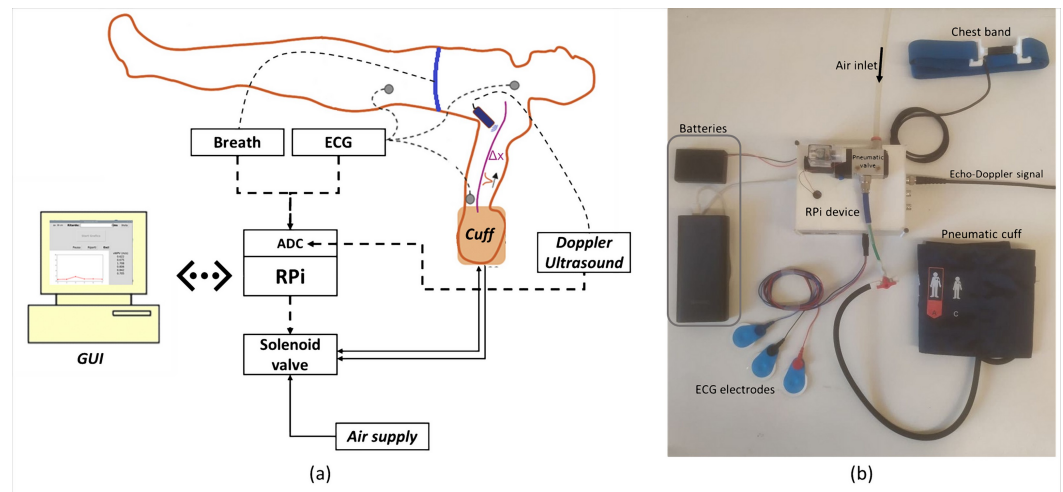 Breath
ECG
Δx
Cuff
Doppler
Ultrasound
ADC
RPi
GUI
Solenoid
valve
Air supply
(a)
Chest band
Air inlet
Batteries
Pneumatic
valve
Echo-Doppler signal
RPi device
Pneumatic cuff
ECG electrodes
(b)